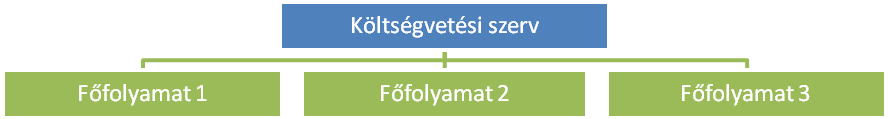 Költségvetési szerv
Főfolyamat 1
Főfolyamat 2
Főfolyamat 3